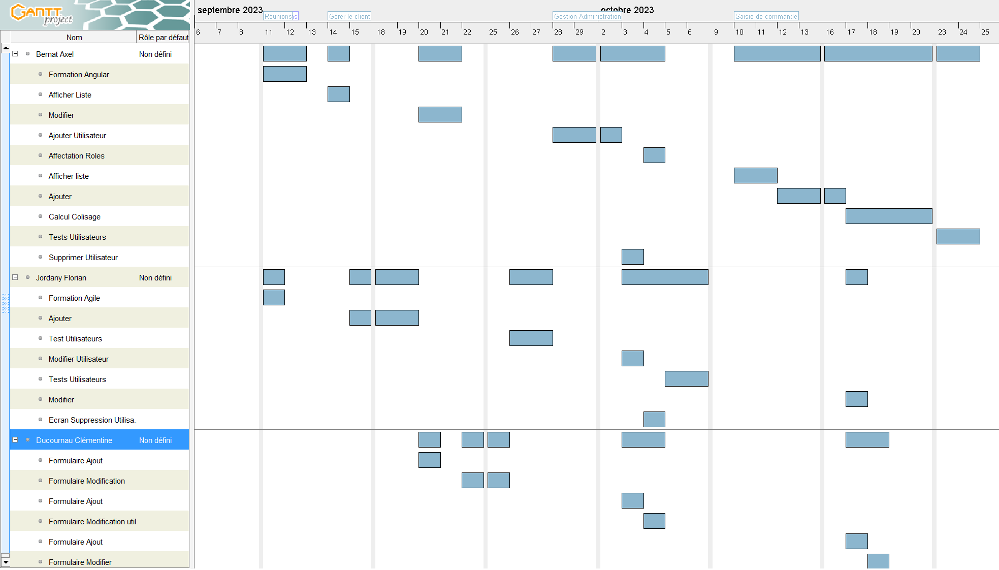 GANTT
project
septembre 2023
octobre 2023
Réunions
Gérer le client
Gestion Administration
Saisie de commande
6 7 8 11 12 13 14 15 18 19 20 21 22 25 26 27 28 29 2 3 4 5 6 9 10 11 12 13 16 17 18 19 20 23 24 25
Nom Rôle par défaut
Bernat Axel Non défini
Formation Angular
Afficher Liste
Modifier
Ajouter Utilisateur
Affectation Roles
Afficher liste
Ajouter
Calcul Colisage
Tests Utilisateurs
Supprimer Utilisateur
Jordany Florian Non défini
Formation Agile
Ajouter
Test Utilisateurs
Modifier Utilisateur
Tests Utilisateurs
Modifier
Ecran Suppression Utilisa.
Ducournau Clémentine Non défini
Formulaire Ajout
Formulaire Modification
Formulaire Ajout
Formulaire Modification util
Formulaire Ajout
Formulaire Modifier